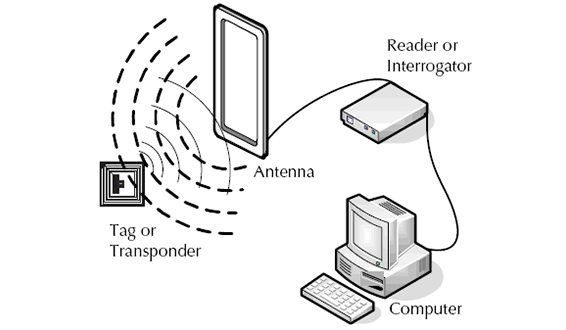 Reader or
Interrogator
Antenna
Tag or
Transponder
Computer